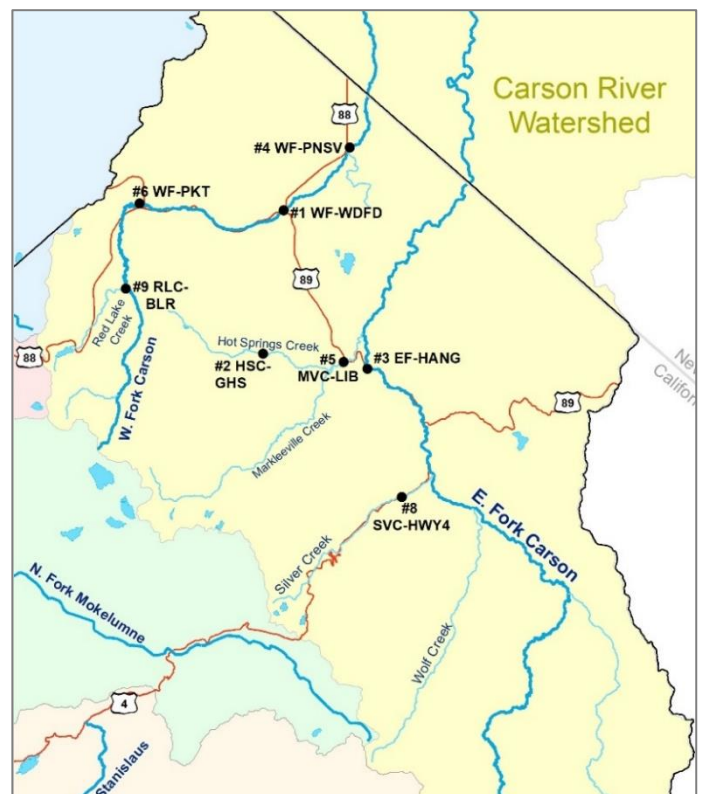 Carson River
Watershed
88
#4 WF-PNSV
#6 WF-PKT
#1 WF-WDFD
89
#9 RLC-
BLR
Red Lake
Creek
Hot Springs Creek
88
#2 HSC-
GHS
#5
MVC-LIB
#3 EF-HANG
W. Fork Carson
Markleeville Creek
89
Nev
Californ
#8
SVC-HWY4
E. Fork Carson
Silver Creek
N. Fork Mokelumne
Wolf Creek
4
Stanislaus